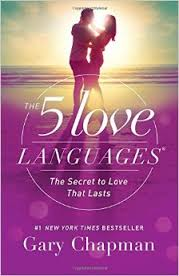 THE
5 love
LANGUAGES®
The Secret to Love
That Lasts
#1 NEW YORK TIMES BESTSELLER
Gary Chapman